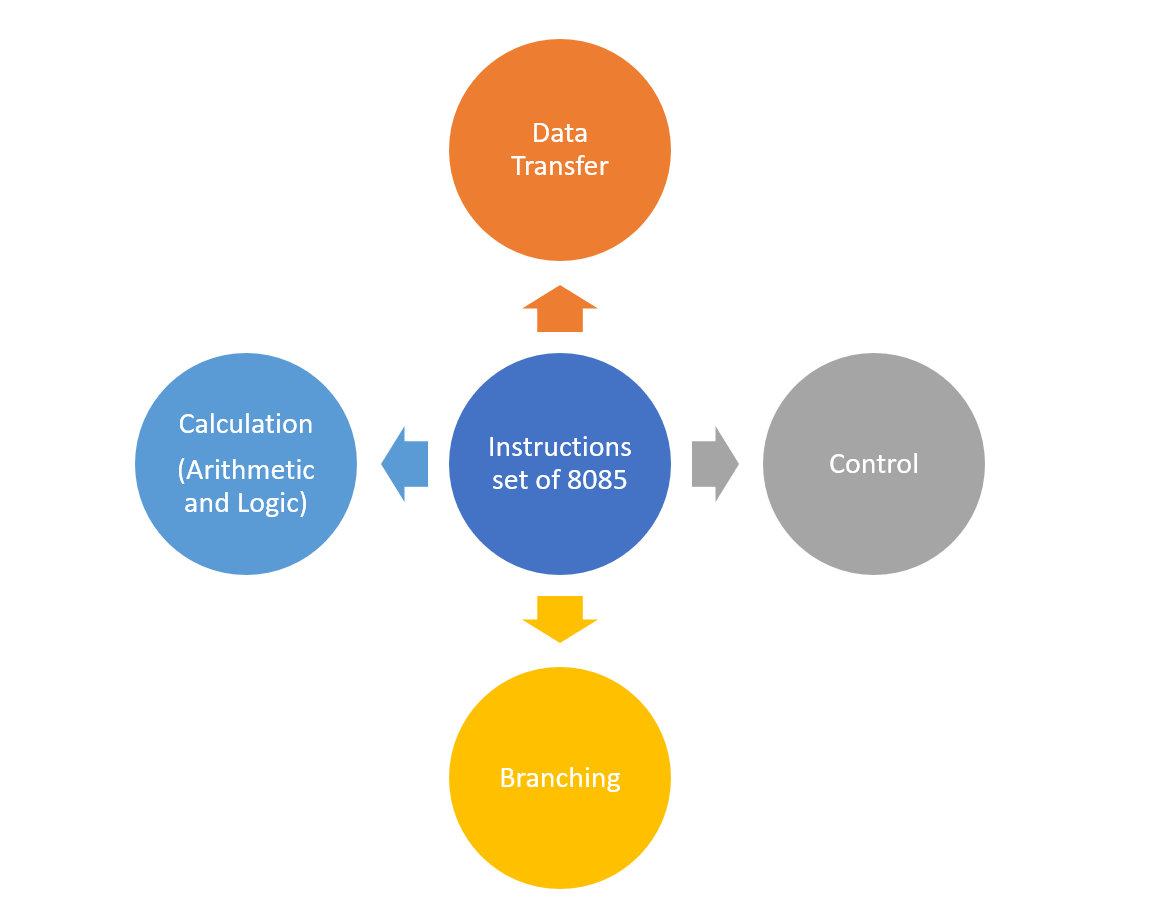 Data
Transfer
Calculation
(Arithmetic
and Logic)
Instructions
set of 8085
Control
Branching